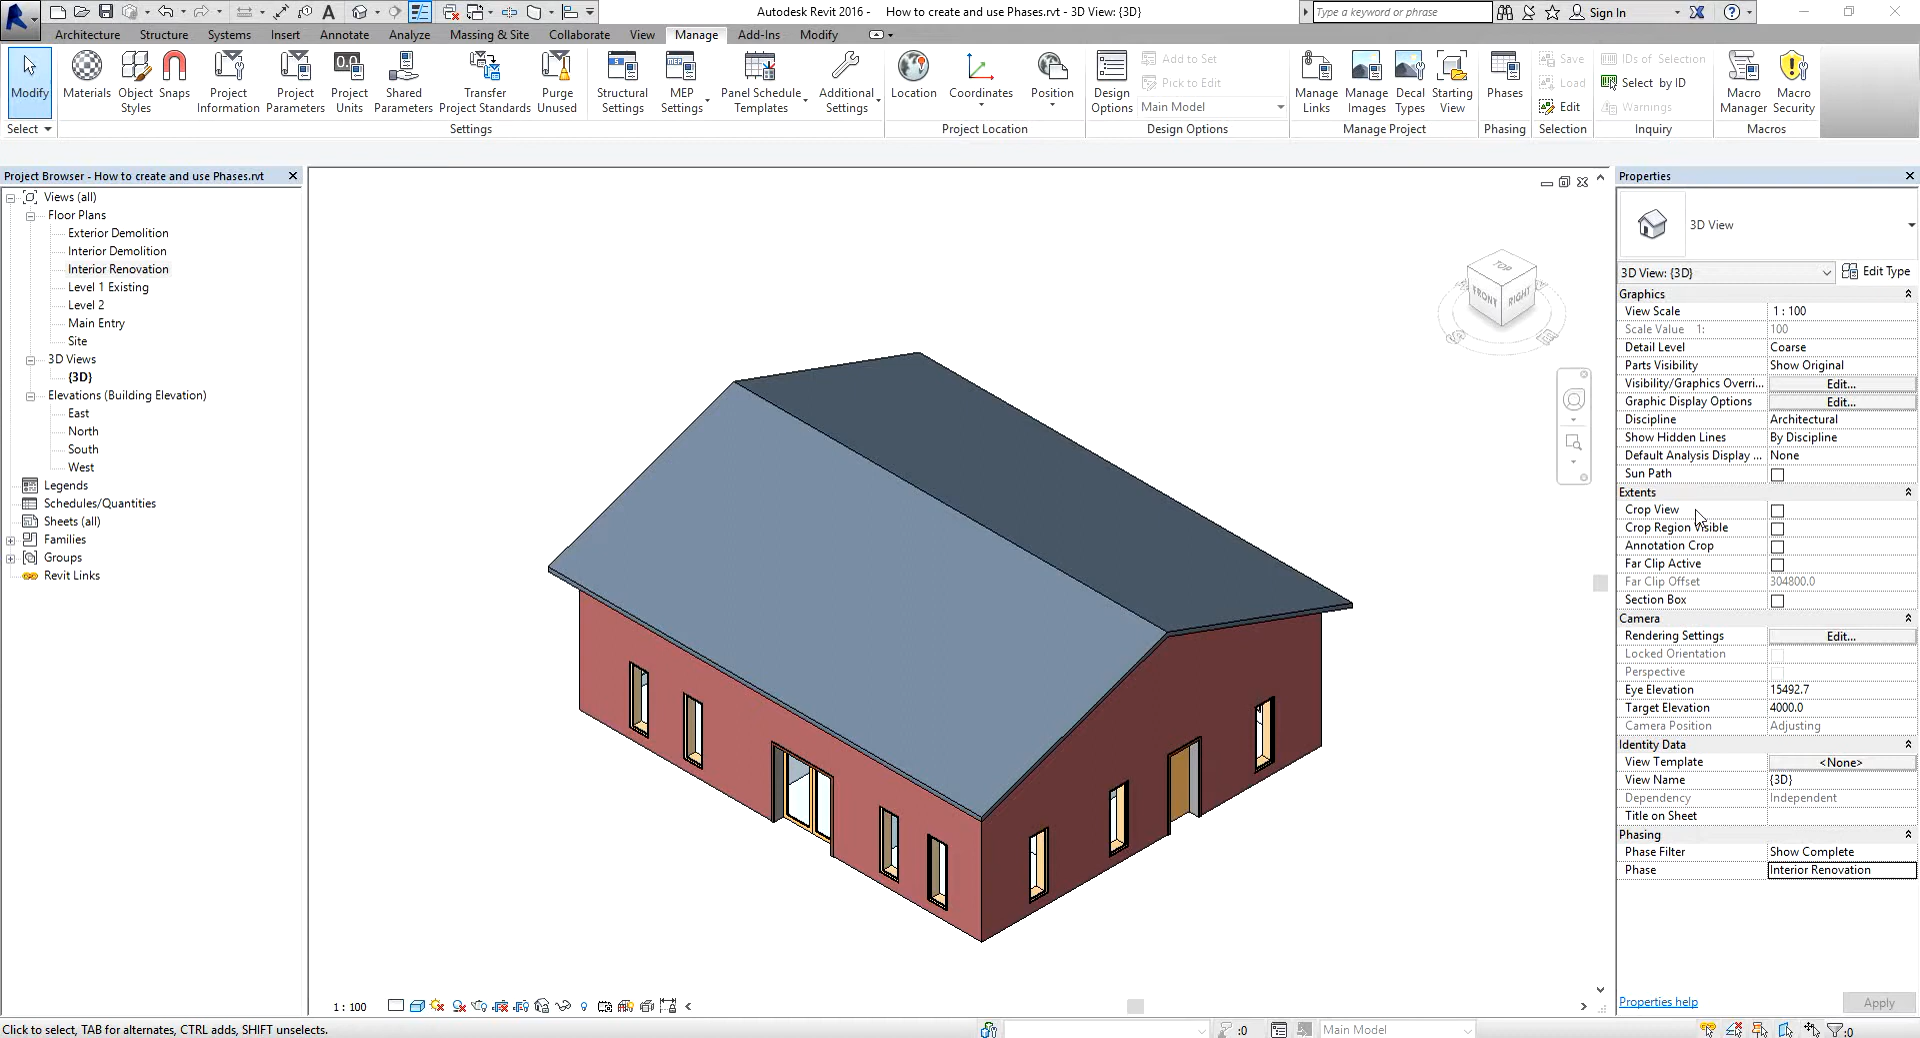 Autodesk Revit 2016 - How to create and use Phases.rvt - 3D View: {3D}
Type a keyword or phrase
Sign In
Architecture Structure Systems Insert Annotate Analyze Massing & Site Collaborate View Manage Add-Ins Modify
Modify
Materials
Object Styles
Snaps
Project Information
Project Parameters
Project Units
Shared Parameters
Transfer Project Standards
Purge Unused
Structural Settings
MEP Settings
Panel Schedule Templates
Additional Settings
Location
Coordinates
Position
Design Options
Add to Set
Pick to Edit
Main Model
Manage Links
Manage Images
Decal Types
Starting View
Phases
Save
Load
Edit
IDs of Selection
Select by ID
Warnings
Macro Manager
Macro Security
Select
Settings
Project Location
Design Options
Manage Project
Phasing
Selection
Inquiry
Macros
Project Browser - How to create and use Phases.rvt
Views (all)
Floor Plans
Exterior Demolition
Interior Demolition
Interior Renovation
Level 1 Existing
Level 2
Main Entry
Site
3D Views
{3D}
Elevations (Building Elevation)
East
North
South
West
Legends
Schedules/Quantities
Sheets (all)
Families
Groups
Revit Links
TOP
FRONT
RIGHT
Properties
3D View
3D View: {3D}
Edit Type
Graphics
View Scale 1 : 100
Scale Value 1: 100
Detail Level Coarse
Parts Visibility Show Original
Visibility/Graphics Overri... Edit...
Graphic Display Options Edit...
Discipline Architectural
Show Hidden Lines By Discipline
Default Analysis Display ... None
Sun Path
Extents
Crop View
Crop Region Visible
Annotation Crop
Far Clip Active
Far Clip Offset 304800.0
Section Box
Camera
Rendering Settings Edit...
Locked Orientation
Perspective
Eye Elevation 15492.7
Target Elevation 4000.0
Camera Position Adjusting
Identity Data
View Template <None>
View Name {3D}
Dependency Independent
Title on Sheet
Phasing
Phase Filter Show Complete
Phase Interior Renovation
Properties help
Apply
1 : 100
Click to select, TAB for alternates, CTRL adds, SHIFT unselects.
:0
Main Model
:0